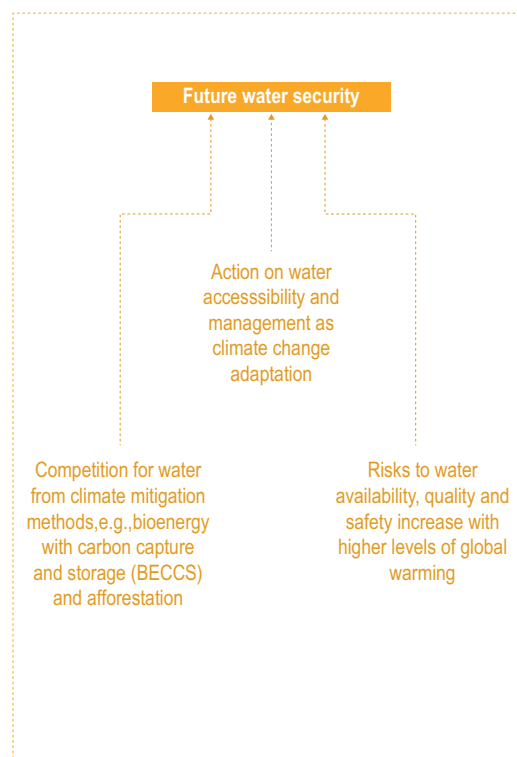 Future water security
Action on water
accesssibility and
management as
climate change
adaptation
Competition for water
from climate mitigation
methods,e.g.,bioenergy
with carbon capture
and storage (BECCS)
and afforestation
Risks to water
availability, quality and
safety increase with
higher levels of global
warming